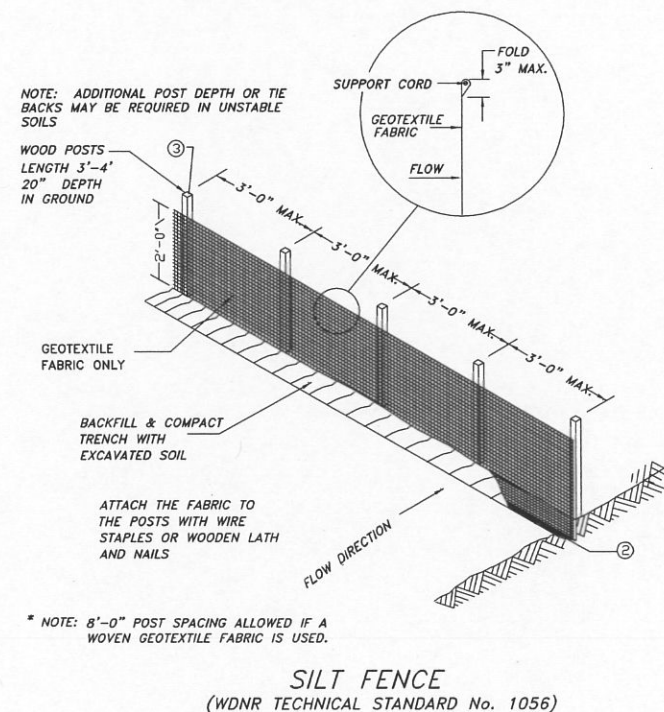 FOLD
3" MAX.
SUPPORT CORD
GEOTEXTILE
FABRIC
FLOW
NOTE: ADDITIONAL POST DEPTH OR TIE
BACKS MAY BE REQUIRED IN UNSTABLE
SOILS
WOOD POSTS
LENGTH 3'-4'
20" DEPTH
IN GROUND
3
3'-0" MAX.
3'-0" MAX.
3'-0" MAX.
3'-0" MAX.
2'-0"
GEOTEXTILE
FABRIC ONLY
BACKFILL & COMPACT
TRENCH WITH
EXCAVATED SOIL
ATTACH THE FABRIC TO
THE POSTS WITH WIRE
STAPLES OR WOODEN LATH
AND NAILS
FLOW DIRECTION
2
* NOTE: 8'-0" POST SPACING ALLOWED IF A
WOVEN GEOTEXTILE FABRIC IS USED.
SILT FENCE
(WDNR TECHNICAL STANDARD No. 1056)